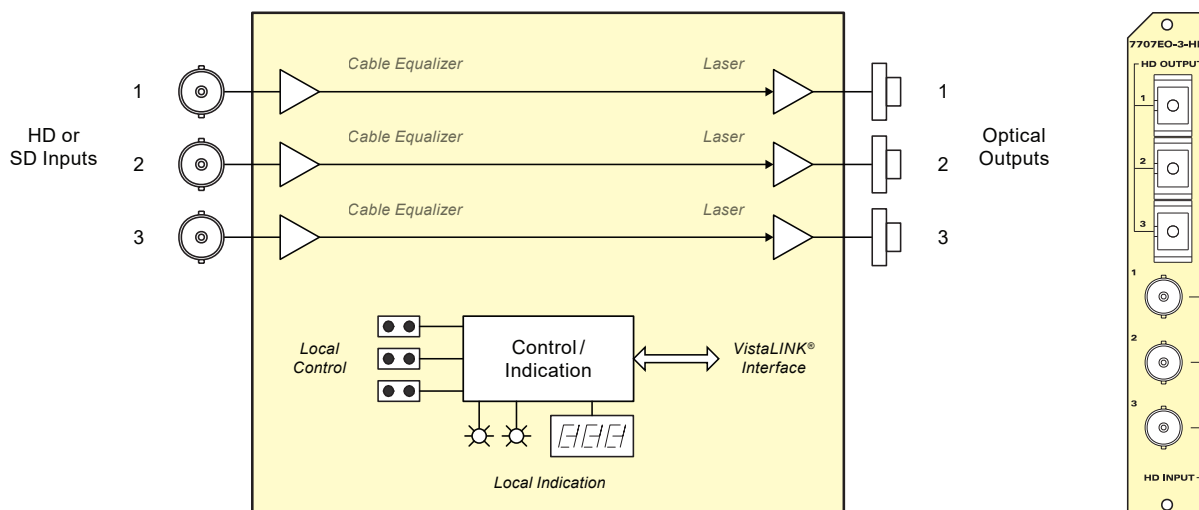 Cable Equalizer
Laser
1
1
Cable Equalizer
Laser
HD or
SD Inputs
2
2
Optical
Outputs
Cable Equalizer
Laser
3
3
Local
Control
Control/
Indication
VistaLINK®
Interface
Local Indication
7707EO-3-H
HD OUTPUT
1
2
3
1
2
3
HD INPUT